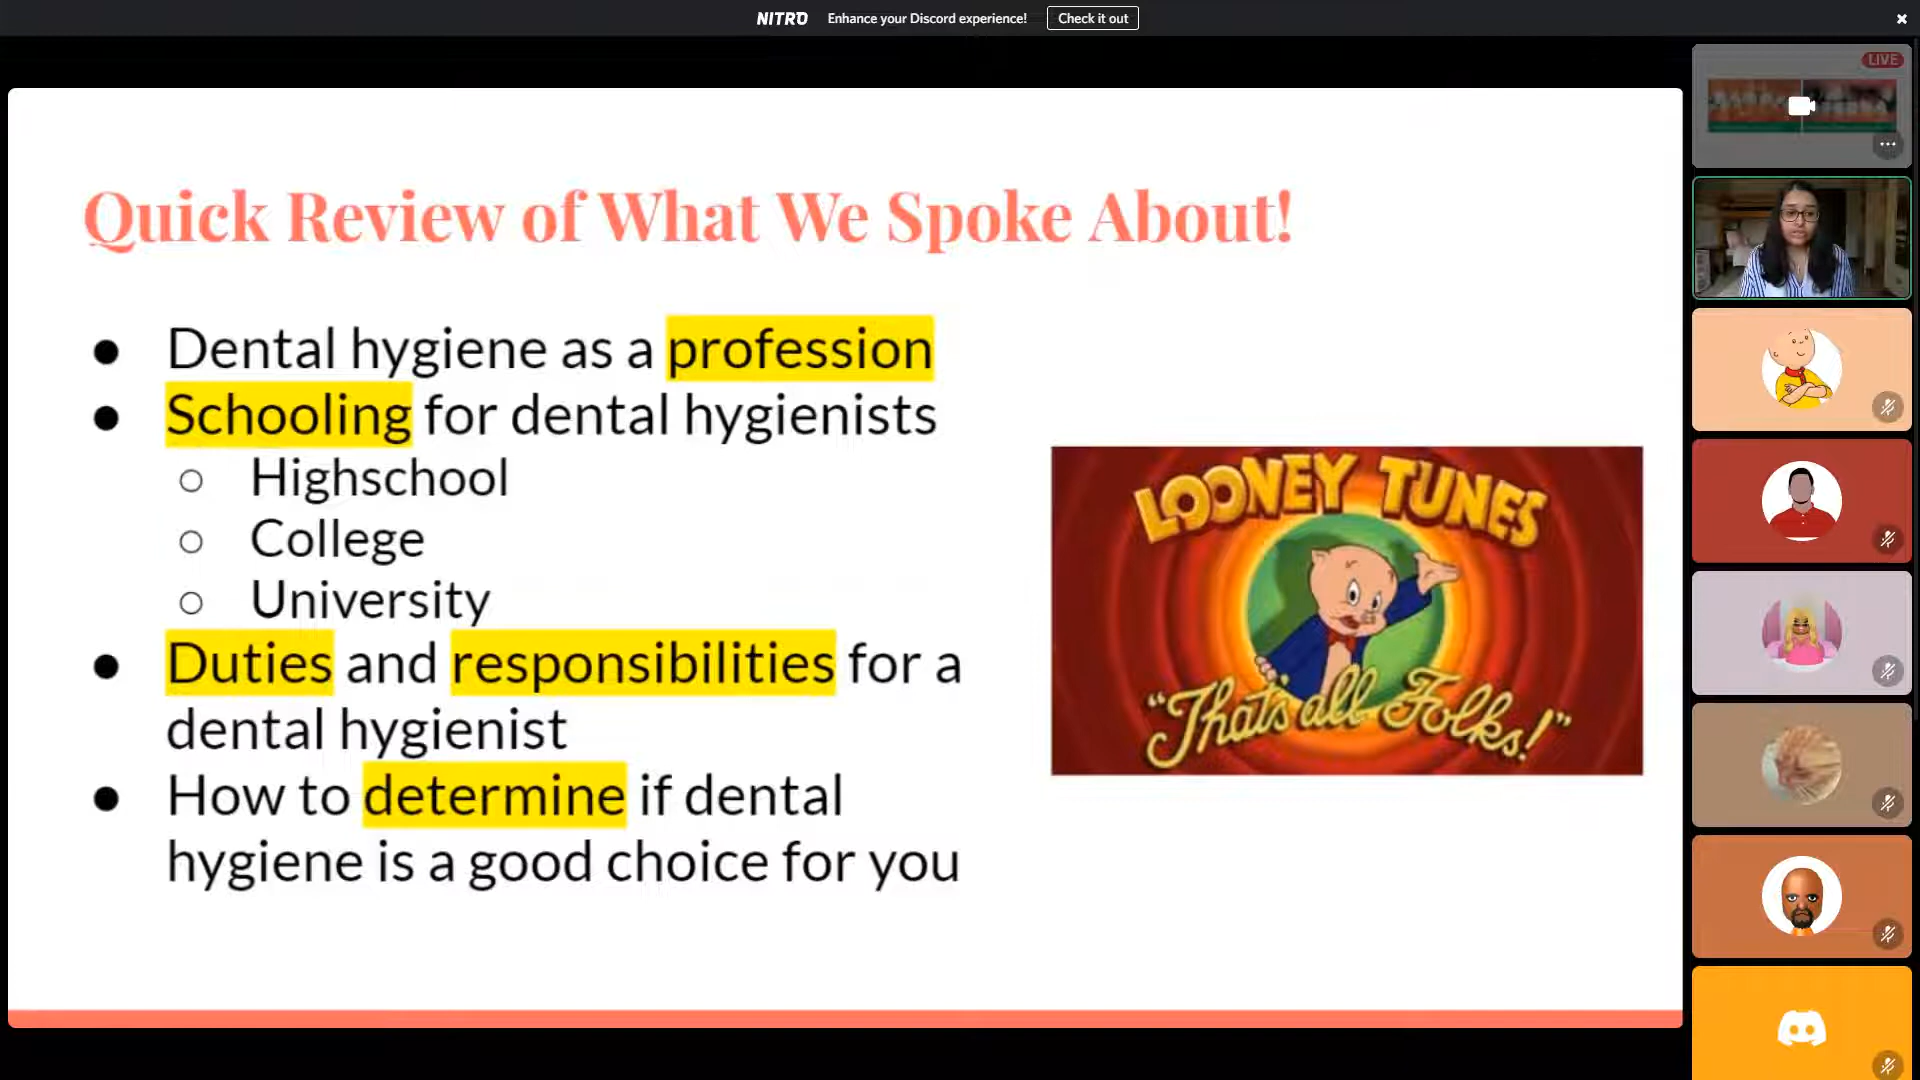 NITRO Enhance your Discord experience! Check it out
LIVE
Quick Review of What We Spoke About!
● Dental hygiene as a profession
● Schooling for dental hygienists
○ Highschool
○ College
○ University
● Duties and responsibilities for a
dental hygienist
● How to determine if dental
hygiene is a good choice for you
LOONEY TUNES
"That's all Folks!"